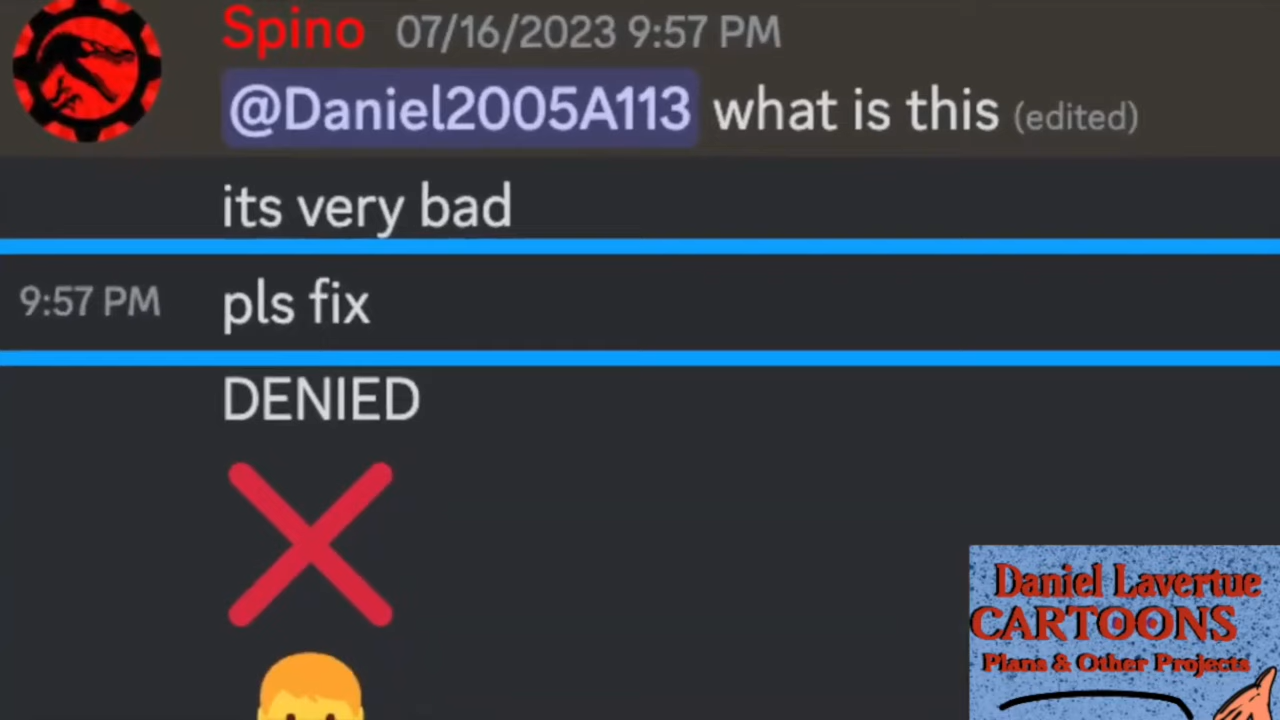 Spino 07/16/2023 9:57 PM
@Daniel2005A113 what is this (edited)
its very bad
9:57 PM pls fix
DENIED
Daniel Lavertue
CARTOONS
Plans & Other Projects